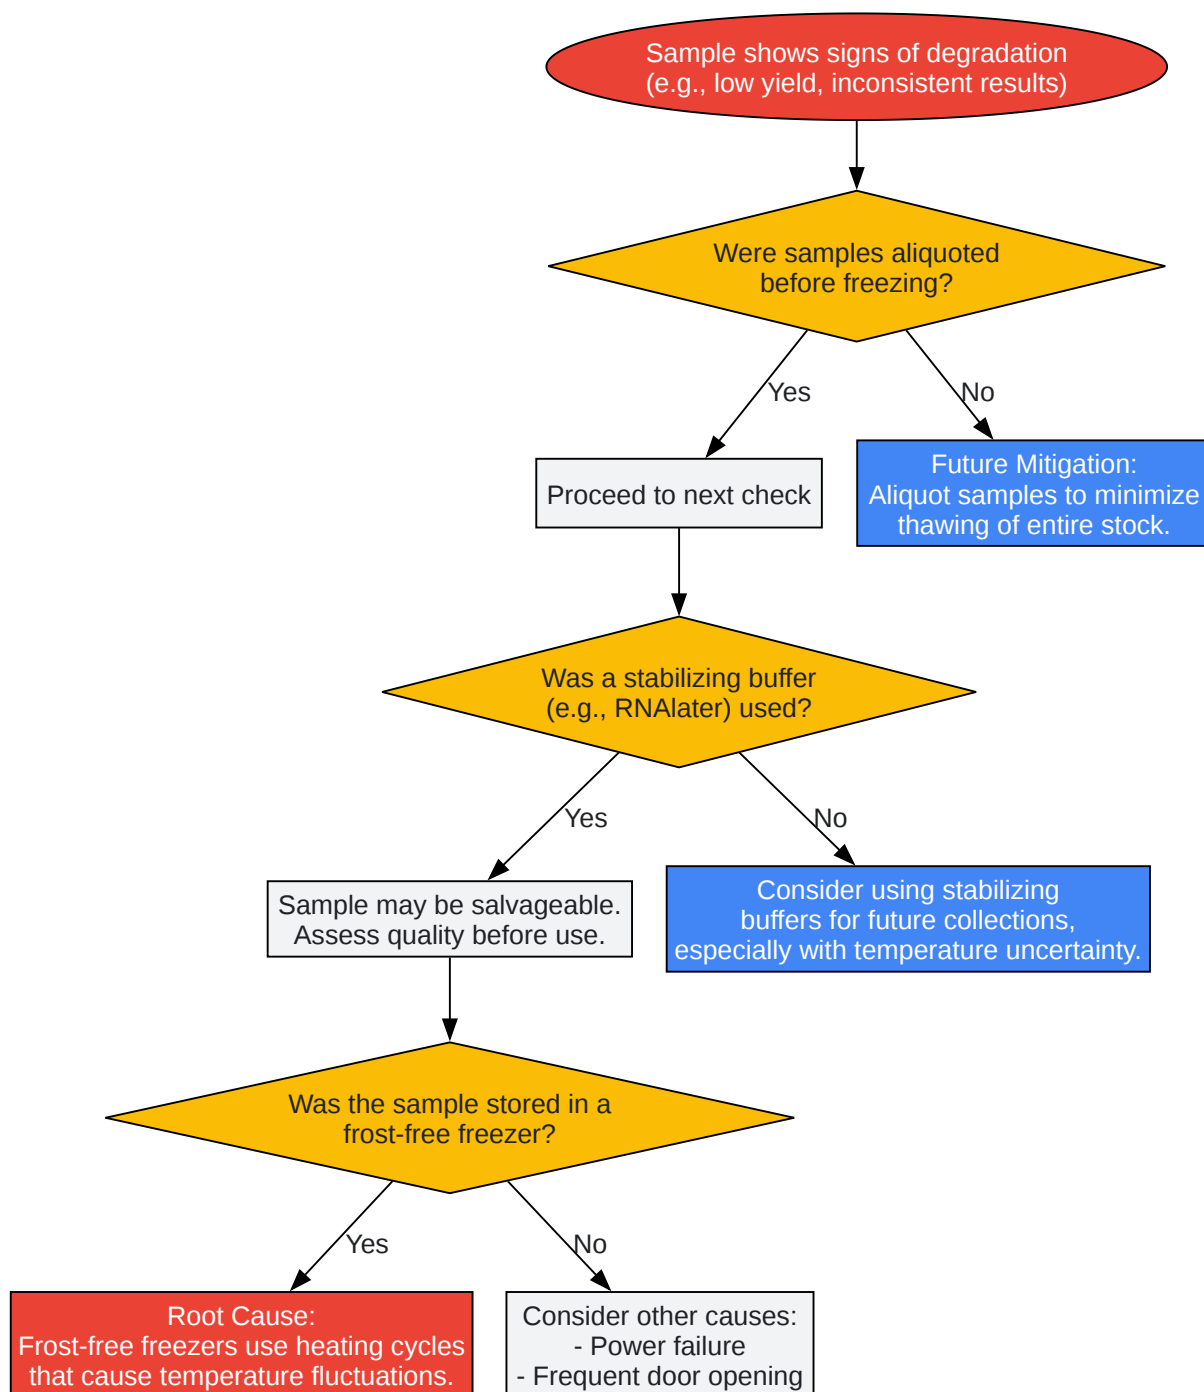 Sample shows signs of degradation
(e.g., low yield, inconsistent results)
Were samples aliquoted
before freezing?
Yes
No
Proceed to next check
Future Mitigation:
Aliquot samples to minimize
thawing of entire stock.
Was a stabilizing buffer
(e.g., RNAlater) used?
Yes
No
Sample may be salvageable.
Assess quality before use.
Consider using stabilizing
buffers for future collections,
especially with temperature uncertainty.
Was the sample stored in a
frost-free freezer?
Yes
No
Root Cause:
Frost-free freezers use heating cycles
that cause temperature fluctuations.
Consider other causes:
- Power failure
- Frequent door opening